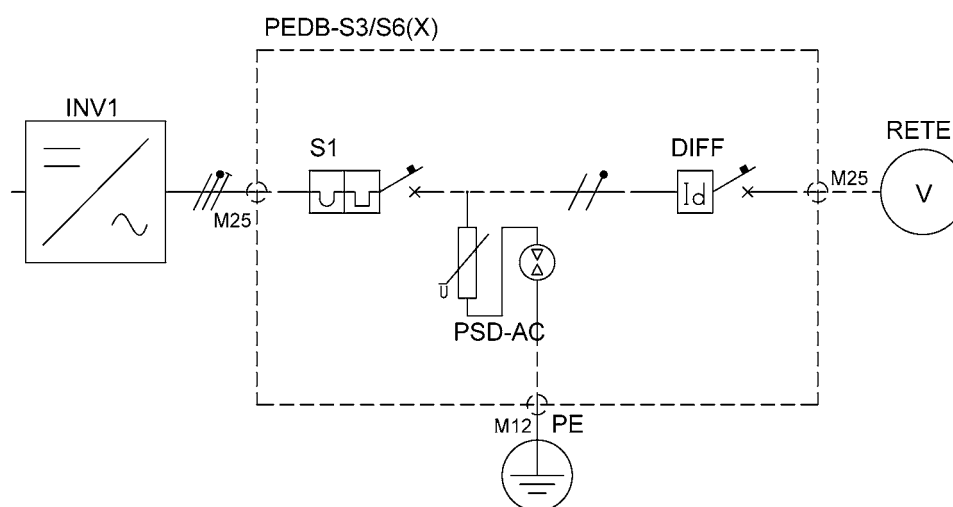 PEDB-S3/S6(X)
INV1
S1
DIFF
RETE
M25
M25
Id
V
U
PSD-AC
M12
PE